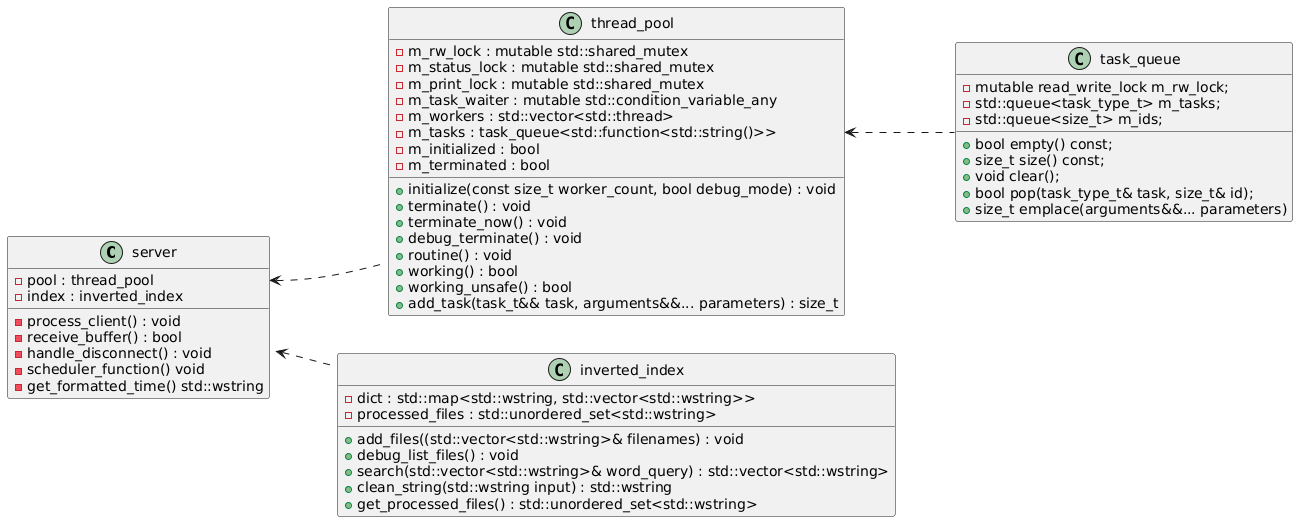 C server
pool : thread_pool
index : inverted_index
process_client() : void
receive_buffer() : bool
handle_disconnect() : void
scheduler_function() void
get_formatted_time() std::wstring
C thread_pool
m_rw_lock : mutable std::shared_mutex
m_status_lock : mutable std::shared_mutex
m_print_lock : mutable std::shared_mutex
m_task_waiter : mutable std::condition_variable_any
m_workers : std::vector<std::thread>
m_tasks : task_queue<std::function<std::string()>>
m_initialized : bool
m_terminated : bool
initialize(const size_t worker_count, bool debug_mode) : void
terminate() : void
terminate_now() : void
debug_terminate() : void
routine() : void
working() : bool
working_unsafe() : bool
add_task(task_t&& task, arguments&&... parameters) : size_t
C inverted_index
dict : std::map<std::wstring, std::vector<std::wstring>>
processed_files : std::unordered_set<std::wstring>
add_files((std::vector<std::wstring>& filenames) : void
debug_list_files() : void
search(std::vector<std::wstring>& word_query) : std::vector<std::wstring>
clean_string(std::wstring input) : std::wstring
get_processed_files() : std::unordered_set<std::wstring>
C task_queue
mutable read_write_lock m_rw_lock;
std::queue<task_type_t> m_tasks;
std::queue<size_t> m_ids;
bool empty() const;
size_t size() const;
void clear();
bool pop(task_type_t& task, size_t& id);
size_t emplace(arguments&&... parameters)